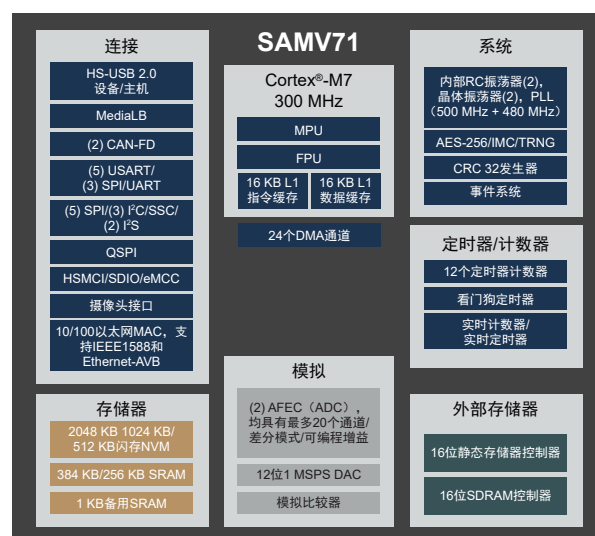 SAMV71
连接
HS-USB 2.0
设备/主机
MediaLB
(2) CAN-FD
(5) USART/
(3) SPI/UART
(5) SPI/(3) I²C/SSC/
(2) I²S
QSPI
HSMCI/SDIO/eMCC
摄像头接口
10/100以太网MAC，支
持IEEE1588和
Ethernet-AVB
存储器
2048 KB 1024 KB/
512 KB闪存NVM
384 KB/256 KB SRAM
1 KB备用SRAM
Cortex®-M7
300 MHz
MPU
FPU
16 KB L1
指令缓存
16 KB L1
数据缓存
24个DMA通道
模拟
(2) AFEC（ADC），
均具有最多20个通道/
差分模式/可编程增益
12位1 MSPS DAC
模拟比较器
系统
内部RC振荡器(2)，
晶体振荡器(2)，PLL
（500 MHz + 480 MHz）
AES-256/IMC/TRNG
CRC 32发生器
事件系统
定时器/计数器
12个定时器计数器
看门狗定时器
实时计数器/
实时定时器
外部存储器
16位静态存储器控制器
16位SDRAM控制器